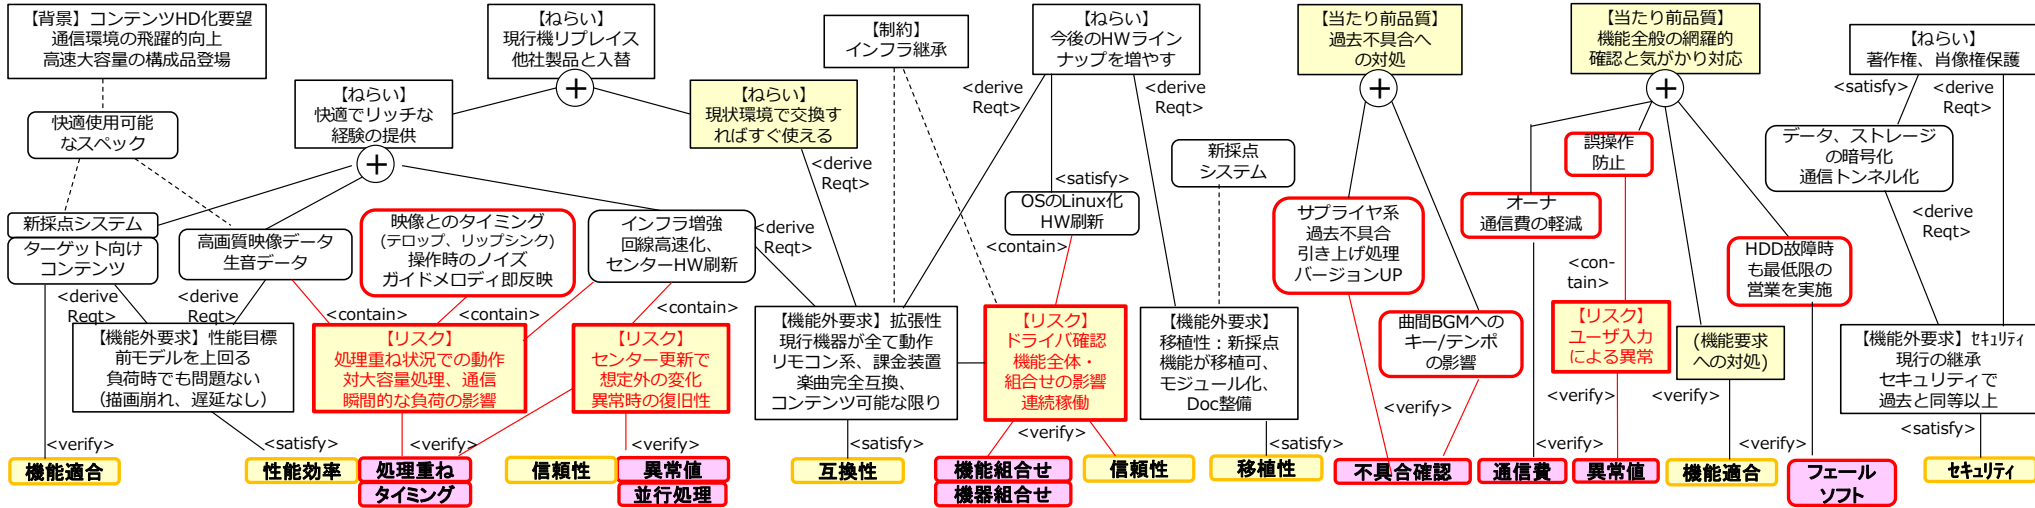 【背景】コンテンツHD化要望
通信環境の飛躍的向上
高速大容量の構成品登場
【ねらい】
現行機リプレイス
他社製品と入替
【制約】
インフラ継承
【ねらい】
今後のHWライン
ナップを増やす
【当たり前品質】
過去不具合へ
の対処
【当たり前品質】
機能全般の網羅的
確認と気がかり対応
【ねらい】
著作権、肖像権保護
快適使用可能
なスペック
【ねらい】
快適でリッチな
経験の提供
【ねらい】
現状環境で交換す
ればすぐ使える
+
+
+
+
<derive
Reqt>
<derive
Reqt>
<derive
Reqt>
<satisfy>
<derive
Reqt>
新採点
システム
誤操作
防止
データ、ストレージ
の暗号化
通信トンネル化
<satisfy>
OSのLinux化
HW刷新
<contain>
新採点システム
ターゲット向け
コンテンツ
高画質映像データ
生音データ
映像とのタイミング
(テロップ、リップシンク)
操作時のノイズ
ガイドメロディ即反映
インフラ増強
回線高速化、
センターHW刷新
<derive
Reqt>
サプライヤ系
過去不具合
引き上げ処理
バージョンUP
オーナ
通信費の軽減
HDD故障時
も最低限の
営業を実施
<derive
Reqt>
<derive
Reqt>
<derive
Reqt>
<contain>
<contain>
<contain>
<con-
tain>
【機能外要求】性能目標
前モデルを上回る
負荷時でも問題ない
（描画崩れ、遅延なし）
【リスク】
処理重ね状況での動作
対大容量処理、通信
瞬間的な負荷の影響
【リスク】
センター更新で
想定外の変化
異常時の復旧性
【機能外要求】拡張性
現行機器が全て動作
リモコン系、課金装置
楽曲完全互換、
コンテンツ可能な限り
【リスク】
ドライバ確認
機能全体・
組合せの影響
連続稼働
【機能外要求】
移植性：新採点
機能が移植可、
モジュール化、
Doc整備
曲間BGMへの
キー/テンポ
の影響
【リスク】
ユーザ入力
による異常
(機能要求
への対処)
【機能外要求】ｾｷｭﾘﾃｨ
現行の継承
セキュリティで
過去と同等以上
<verify>
<satisfy>
<verify>
<verify>
<satisfy>
<verify>
<satisfy>
<verify>
<verify>
<verify>
<verify>
<satisfy>
機能適合
性能効率
処理重ね
タイミング
信頼性
異常値
並行処理
互換性
機能組合せ
機器組合せ
信頼性
移植性
不具合確認
通信費
異常値
機能適合
フェール
ソフト
ｾｷｭﾘﾃｨ